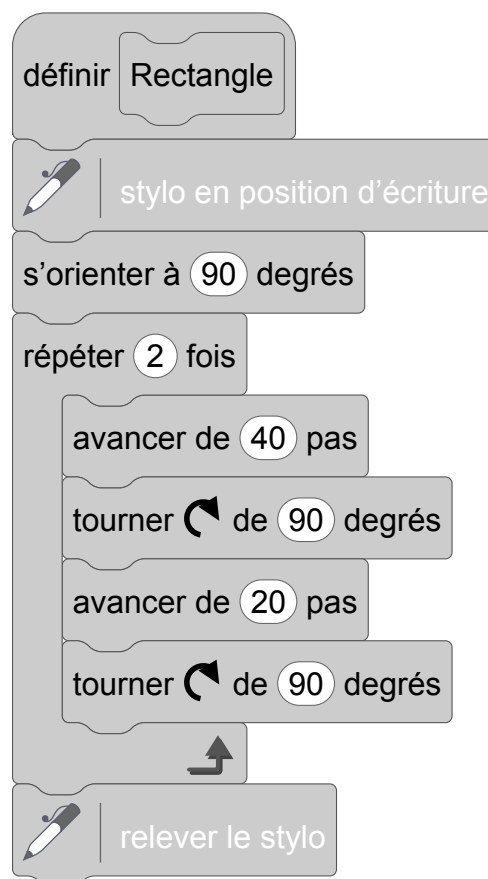 définir Rectangle
stylo en position d’écriture
s’orienter à 90 degrés
répéter 2 fois
avancer de 40 pas
tourner de 90 degrés
avancer de 20 pas
tourner de 90 degrés
relever le stylo